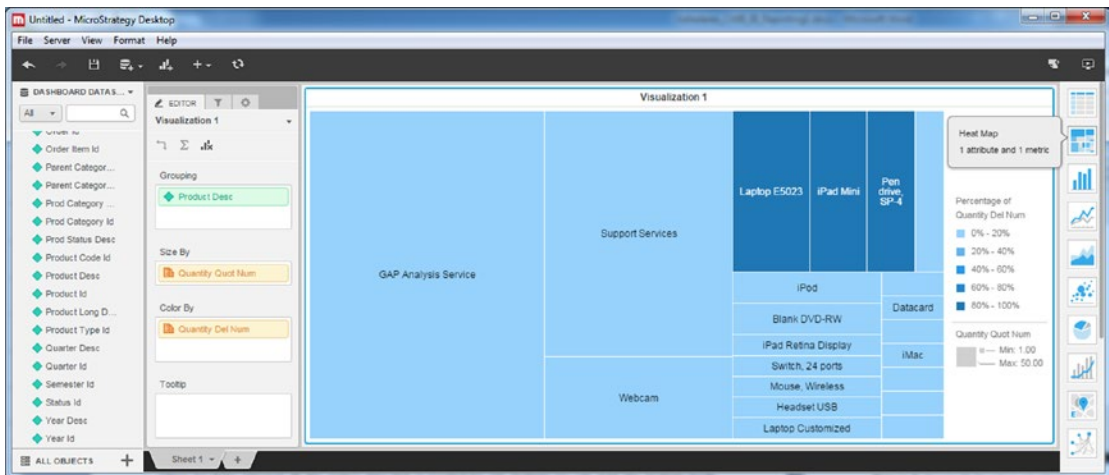 Untitled - MicroStrategy Desktop
File Server View Format Help
DASHBOARD DATAS...
All
Order Item Id
Parent Categor...
Parent Categor...
Prod Category ...
Prod Category Id
Prod Status Desc
Product Code Id
Product Desc
Product Id
Product Long D...
Product Type Id
Quarter Desc
Quarter Id
Semester Id
Status Id
Year Desc
Year Id
ALL OBJECTS
EDITOR
Visualization 1
Grouping
Product Desc
Size By
Quantity Quot Num
Color By
Quantity Del Num
Tooltip
Visualization 1
GAP Analysis Service
Support Services
Webcam
Laptop E5023
iPad Mini
Pen
drive,
SP-4
iPod
Blank DVD-RW
iPad Retina Display
Switch, 24 ports
Mouse, Wireless
Headset USB
Laptop Customized
Datacard
iMac
Heat Map
1 attribute and 1 metric
Percentage of
Quantity Del Num
0% - 20%
20% - 40%
40% - 60%
60% - 80%
80% - 100%
Quantity Quot Num
Min: 1.00
Max: 50.00
Sheet 1